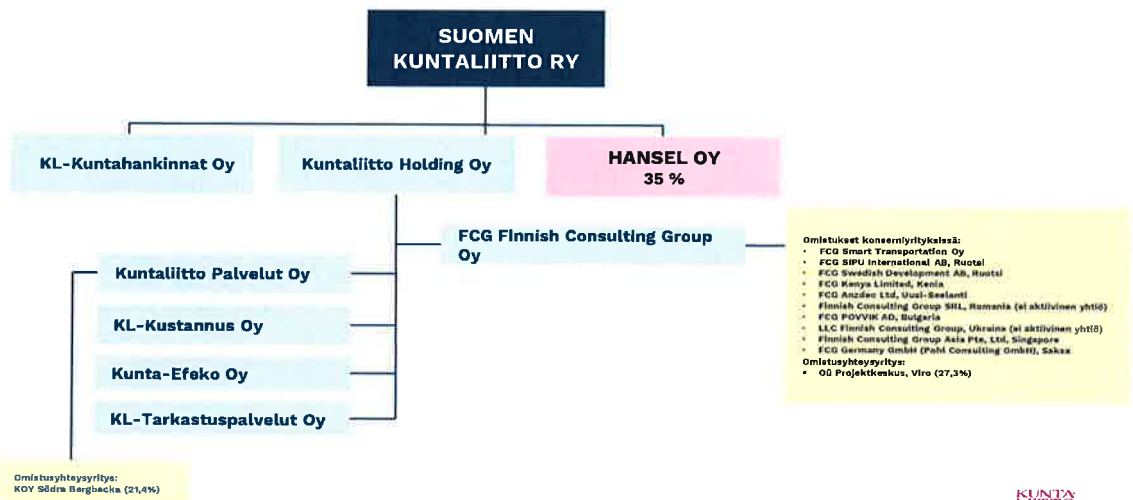 SUOMEN
KUNTALIITTO RY
KL-Kuntahankinnat Oy
Kuntaliitto Holding Oy
HANSEL OY
35 %
FCG Finnish Consulting Group
Oy
Kuntaliitto Palvelut Oy
KL-Kustannus Oy
Kunta-Efeko Oy
KL-Tarkastuspalvelut Oy
Omistukset konserniyrityksissä:
• FCG Smart Transportation Oy
• FCG SIPU International AB, Ruotsi
• FCG Swedish Development AB, Ruotsi
• FCG Kenya Limited, Kenia
• FCG Anzdec Ltd, Uusi-Seelanti
• Finnish Consulting Group SRL, Romania (ei aktiivinen yhtiö)
• FCG POVVIK AD, Bulgaria
• LLC Finnish Consulting Group, Ukraina (ei aktiivinen yhtiö)
• Finnish Consulting Group Asia Pte, Ltd, Singapore
• FCG Germany GmbH (Pohl Consulting GmbH), Saksa
Omistusyhteysyritys:
• OÜ Projektkeskus, Viro (27,3%)
Omistusyhteysyritys:
KOY Södra Bergbacka (21,4%)
KUNTA